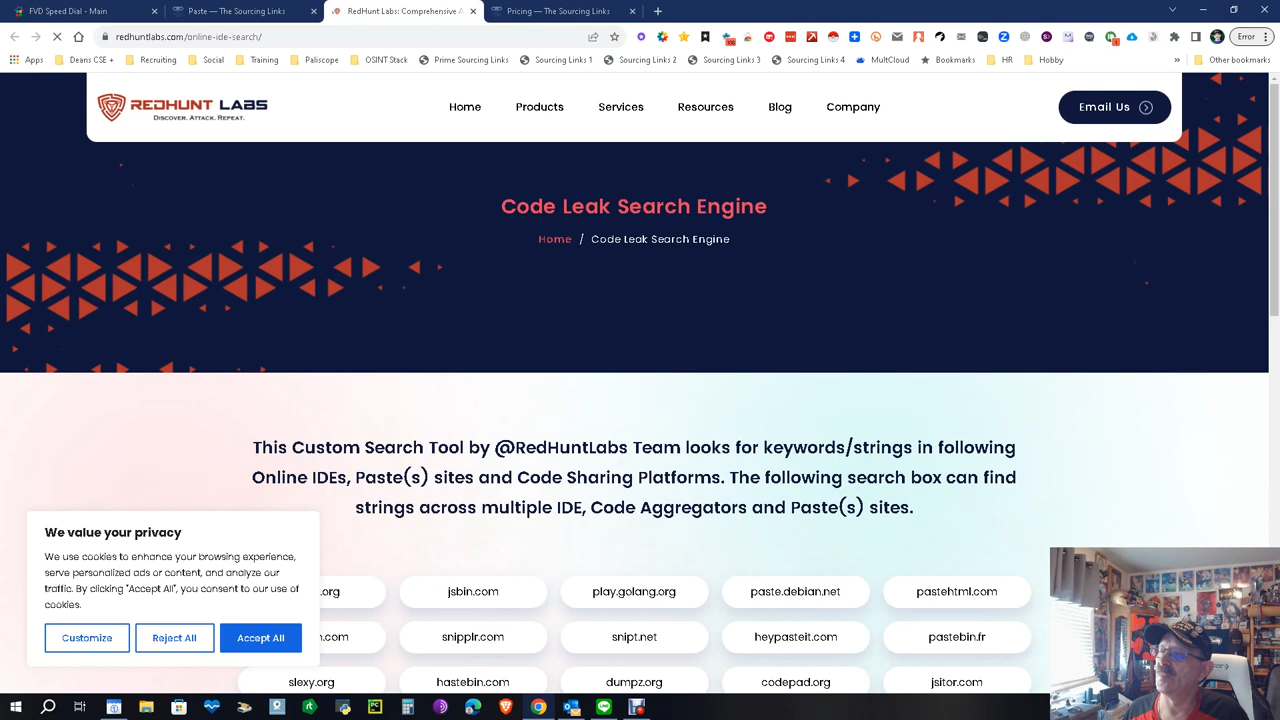 FVD Speed Dial - Main
Paste — The Sourcing Links
RedHunt Labs: Comprehensive A
Pricing — The Sourcing Links
redhuntlabs.com/online-ide-search/
Error
Apps
Deans CSE +
Recruiting
Social
Training
Paliscope
OSINT Stack
Prime Sourcing Links
Sourcing Links 1
Sourcing Links 2
Sourcing Links 3
Sourcing Links 4
MultCloud
Bookmarks
HR
Hobby
»
Other bookmarks
REDHUNT LABS
DISCOVER. ATTACK. REPEAT.
Home
Products
Services
Resources
Blog
Company
Email Us
Code Leak Search Engine
Home / Code Leak Search Engine
This Custom Search Tool by @RedHuntLabs Team looks for keywords/strings in following
Online IDEs, Paste(s) sites and Code Sharing Platforms. The following search box can find
strings across multiple IDE, Code Aggregators and Paste(s) sites.
We value your privacy
We use cookies to enhance your browsing experience,
serve personalized ads or content, and analyze our
traffic. By clicking "Accept All", you consent to our use of
cookies.
Customize
Reject All
Accept All
.org
jsbin.com
play.golang.org
paste.debian.net
pastehtml.com
snipplr.com
snipt.net
heypasteit.com
pastebin.fr
slexy.org
hastebin.com
dumpz.org
codepad.org
jsitor.com